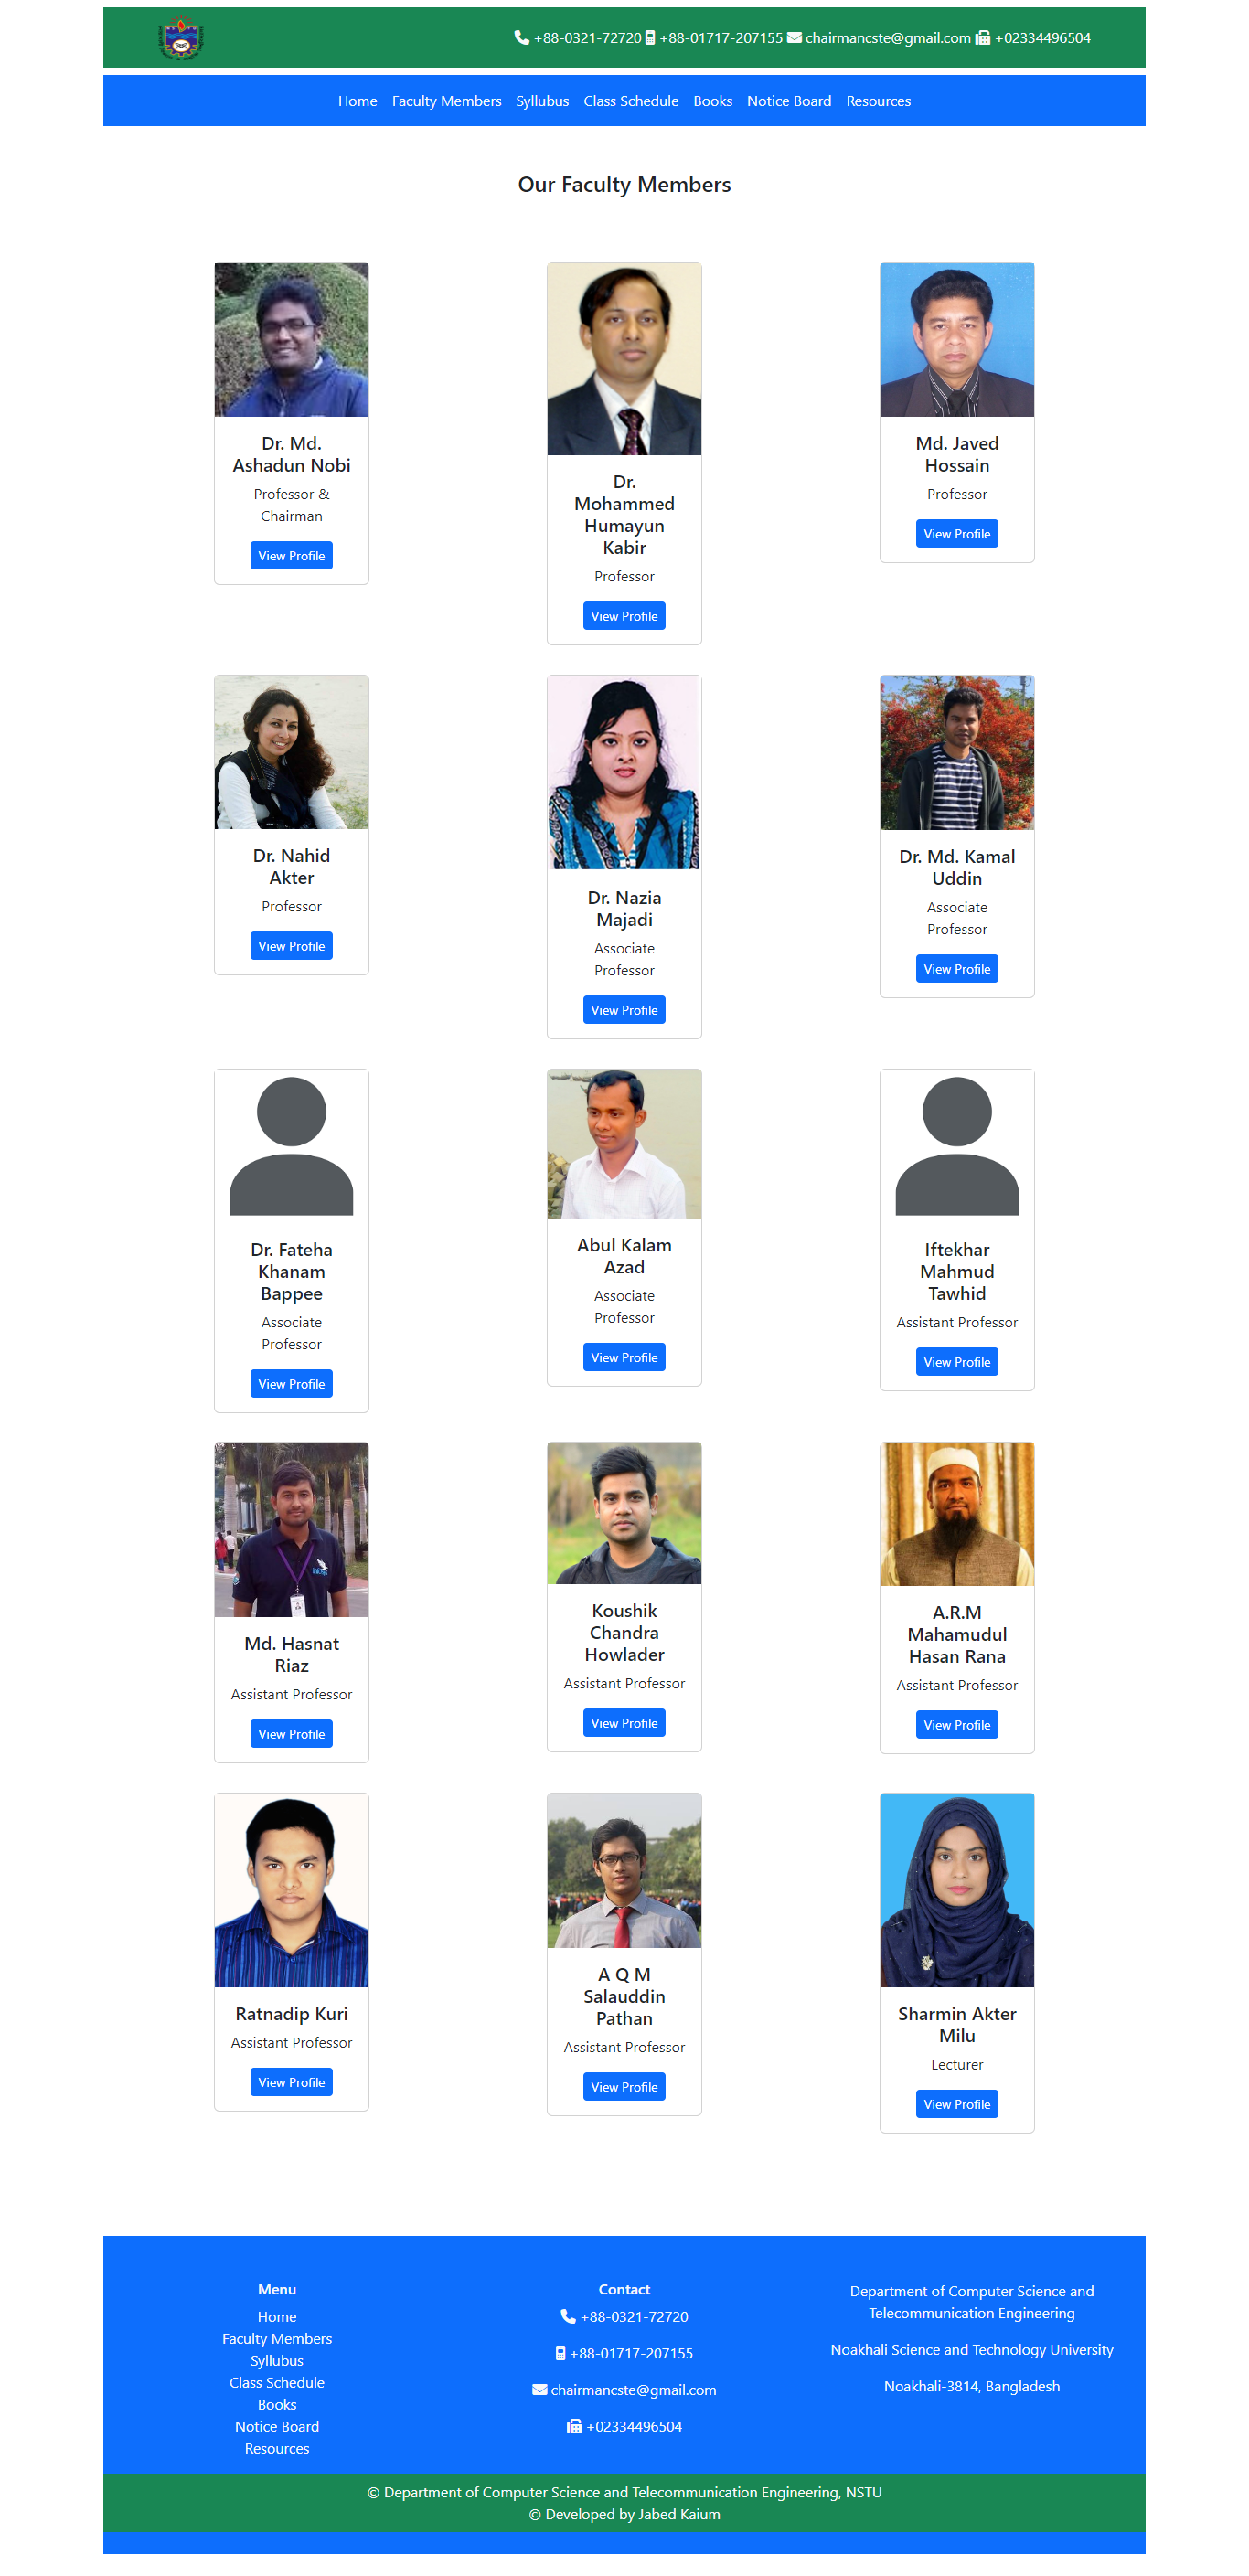 +88-0321-72720 +88-01717-207155 chairmancste@gmail.com +02334496504
Home Faculty Members Syllubus Class Schedule Books Notice Board Resources
Our Faculty Members
Dr. Md.
Ashadun Nobi
Professor &
Chairman
View Profile
Dr.
Mohammed
Humayun
Kabir
Professor
View Profile
Md. Javed
Hossain
Professor
View Profile
Dr. Nahid
Akter
Professor
View Profile
Dr. Nazia
Majadi
Associate
Professor
View Profile
Dr. Md. Kamal
Uddin
Associate
Professor
View Profile
Dr. Fateha
Khanam
Bappee
Associate
Professor
View Profile
Abul Kalam
Azad
Associate
Professor
View Profile
Iftekhar
Mahmud
Tawhid
Assistant Professor
View Profile
Md. Hasnat
Riaz
Assistant Professor
View Profile
Koushik
Chandra
Howlader
Assistant Professor
View Profile
A.R.M
Mahamudul
Hasan Rana
Assistant Professor
View Profile
Ratnadip Kuri
Assistant Professor
View Profile
A Q M
Salauddin
Pathan
Assistant Professor
View Profile
Sharmin Akter
Milu
Lecturer
View Profile
Menu
Home
Faculty Members
Syllubus
Class Schedule
Books
Notice Board
Resources
Contact
+88-0321-72720
+88-01717-207155
chairmancste@gmail.com
+02334496504
Department of Computer Science and
Telecommunication Engineering
Noakhali Science and Technology University
Noakhali-3814, Bangladesh
© Department of Computer Science and Telecommunication Engineering, NSTU
© Developed by Jabed Kaium